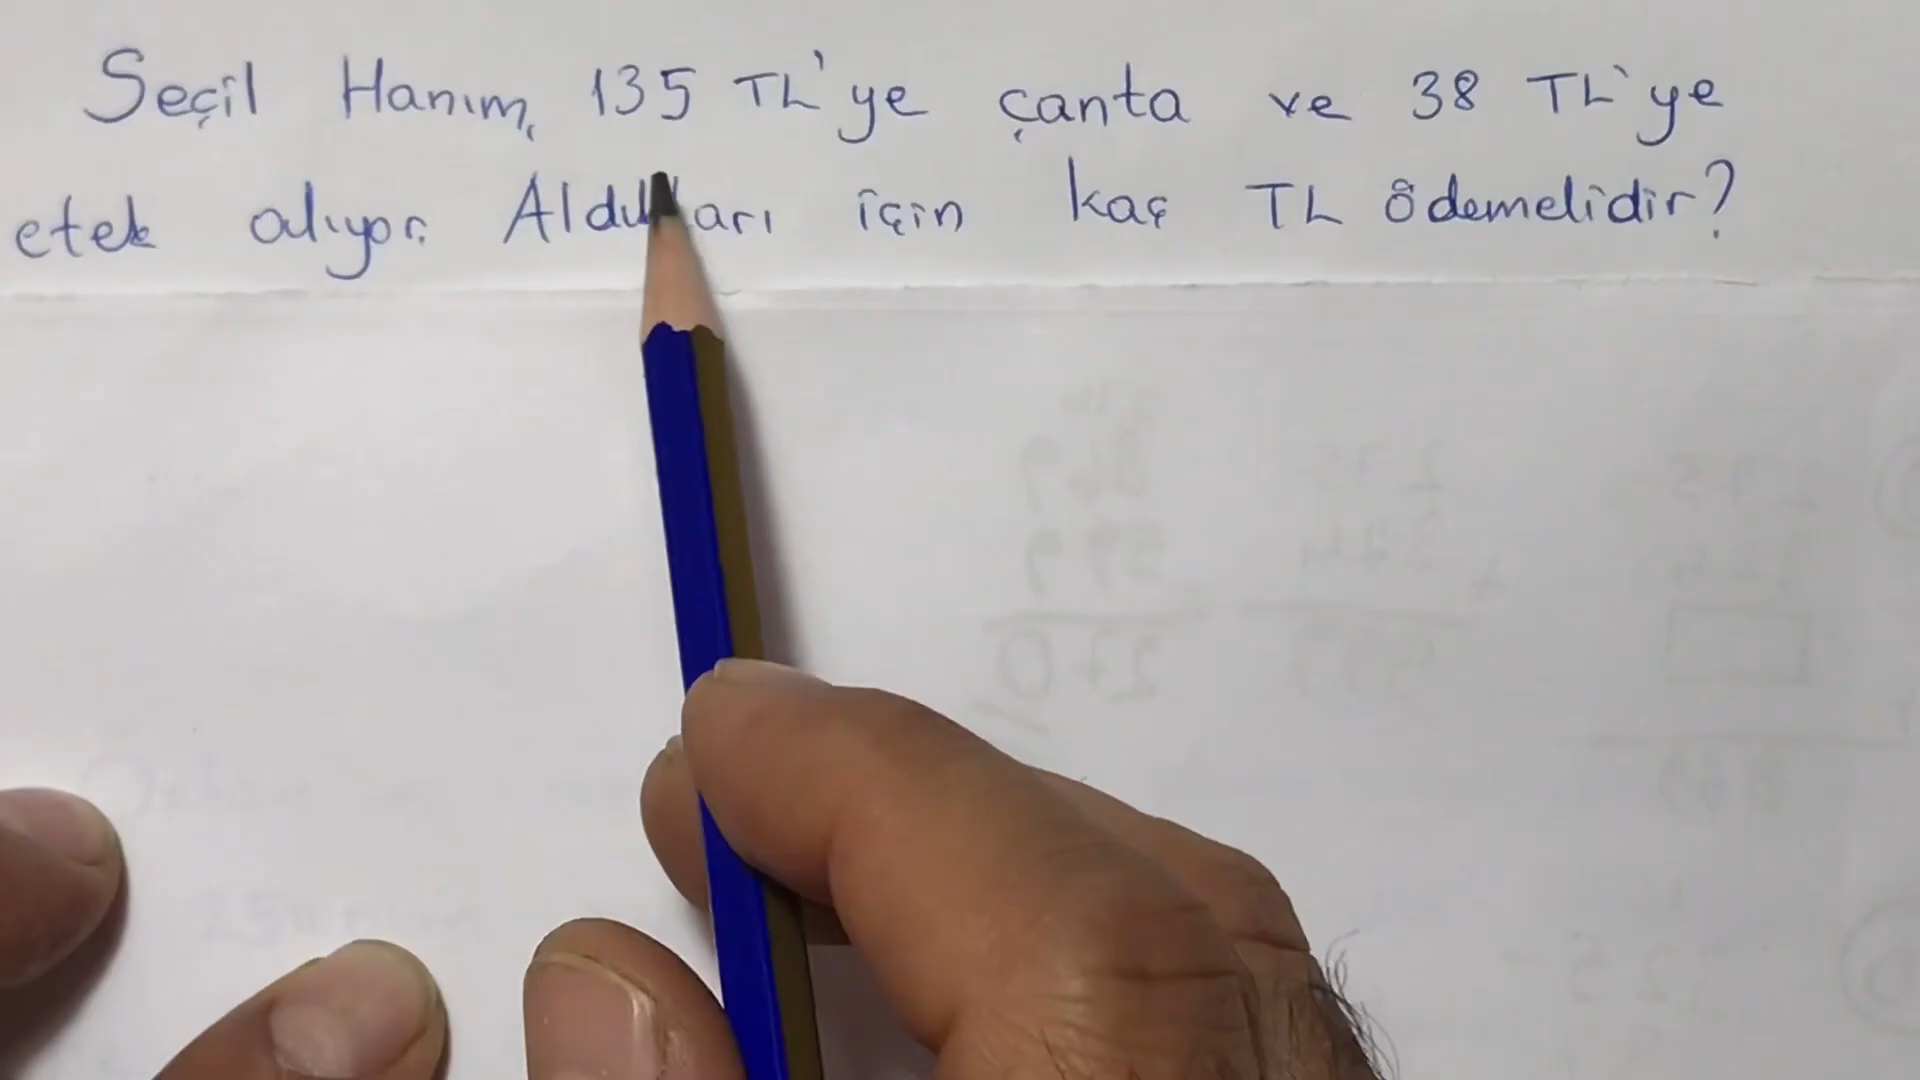 Seçil Hanım, 135 TL'ye çanta ve 38 TL'ye
etek alıyor. Aldıkları için kaç TL ödemelidir?